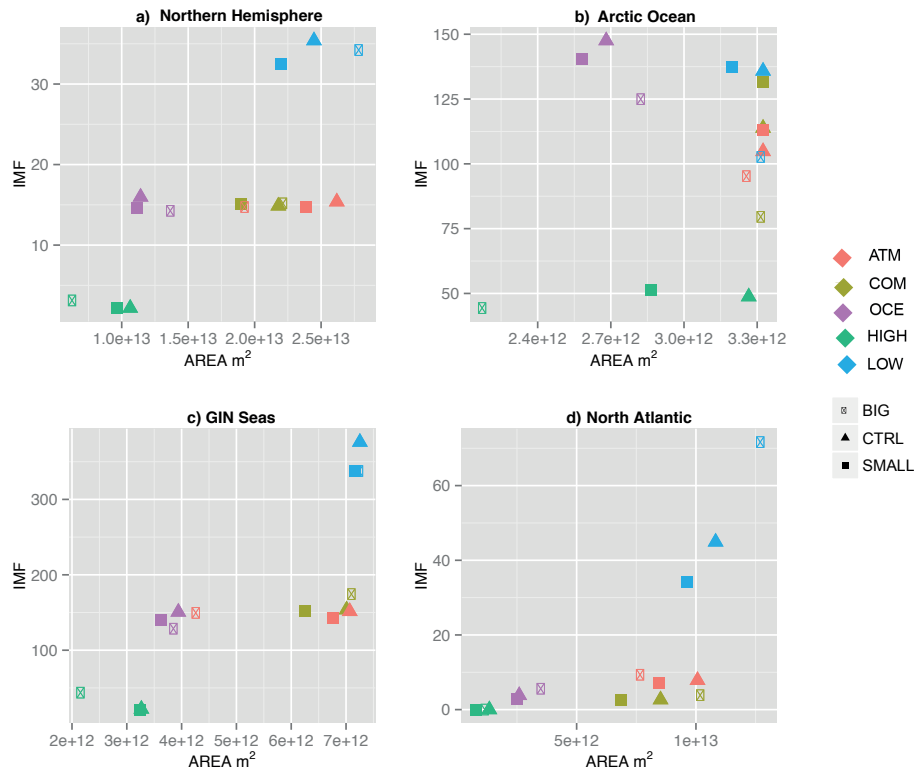 a) Northern Hemisphere
IMF
30
20
10
1.0e+13 1.5e+13 2.0e+13 2.5e+13
AREA m²
b) Arctic Ocean
IMF
150
125
100
75
50
2.4e+12 2.7e+12 3.0e+12 3.3e+12
AREA m²
c) GIN Seas
IMF
300
200
100
2e+12 3e+12 4e+12 5e+12 6e+12 7e+12
AREA m²
d) North Atlantic
IMF
60
40
20
0
5e+12 1e+13
AREA m²
ATM
COM
OCE
HIGH
LOW
BIG
CTRL
SMALL